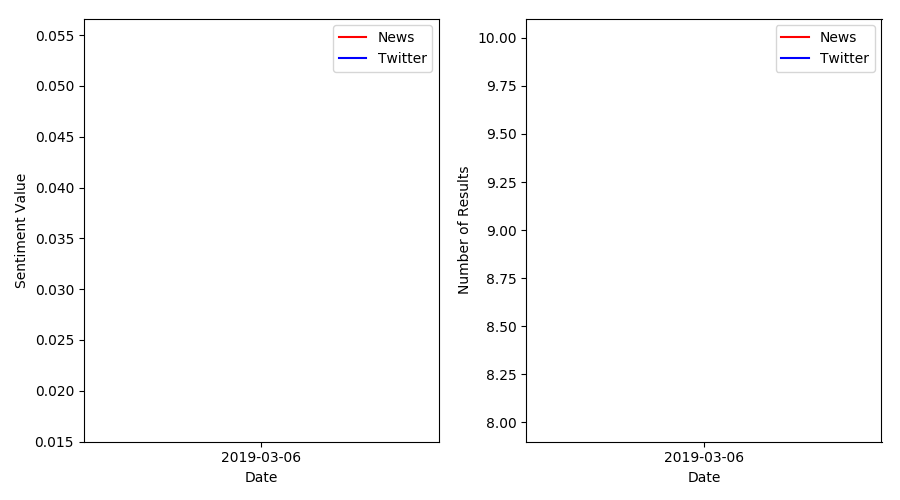 0.055
0.050
0.045
0.040
0.035
0.030
0.025
0.020
0.015
Sentiment Value
2019-03-06
Date
News
Twitter
10.00
9.75
9.50
9.25
9.00
8.75
8.50
8.25
8.00
Number of Results
2019-03-06
Date
News
Twitter